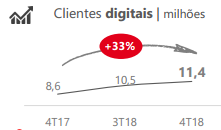 Clientes digitais | milhões
+33%
8,6
10,5
11,4
4T17
3T18
4T18